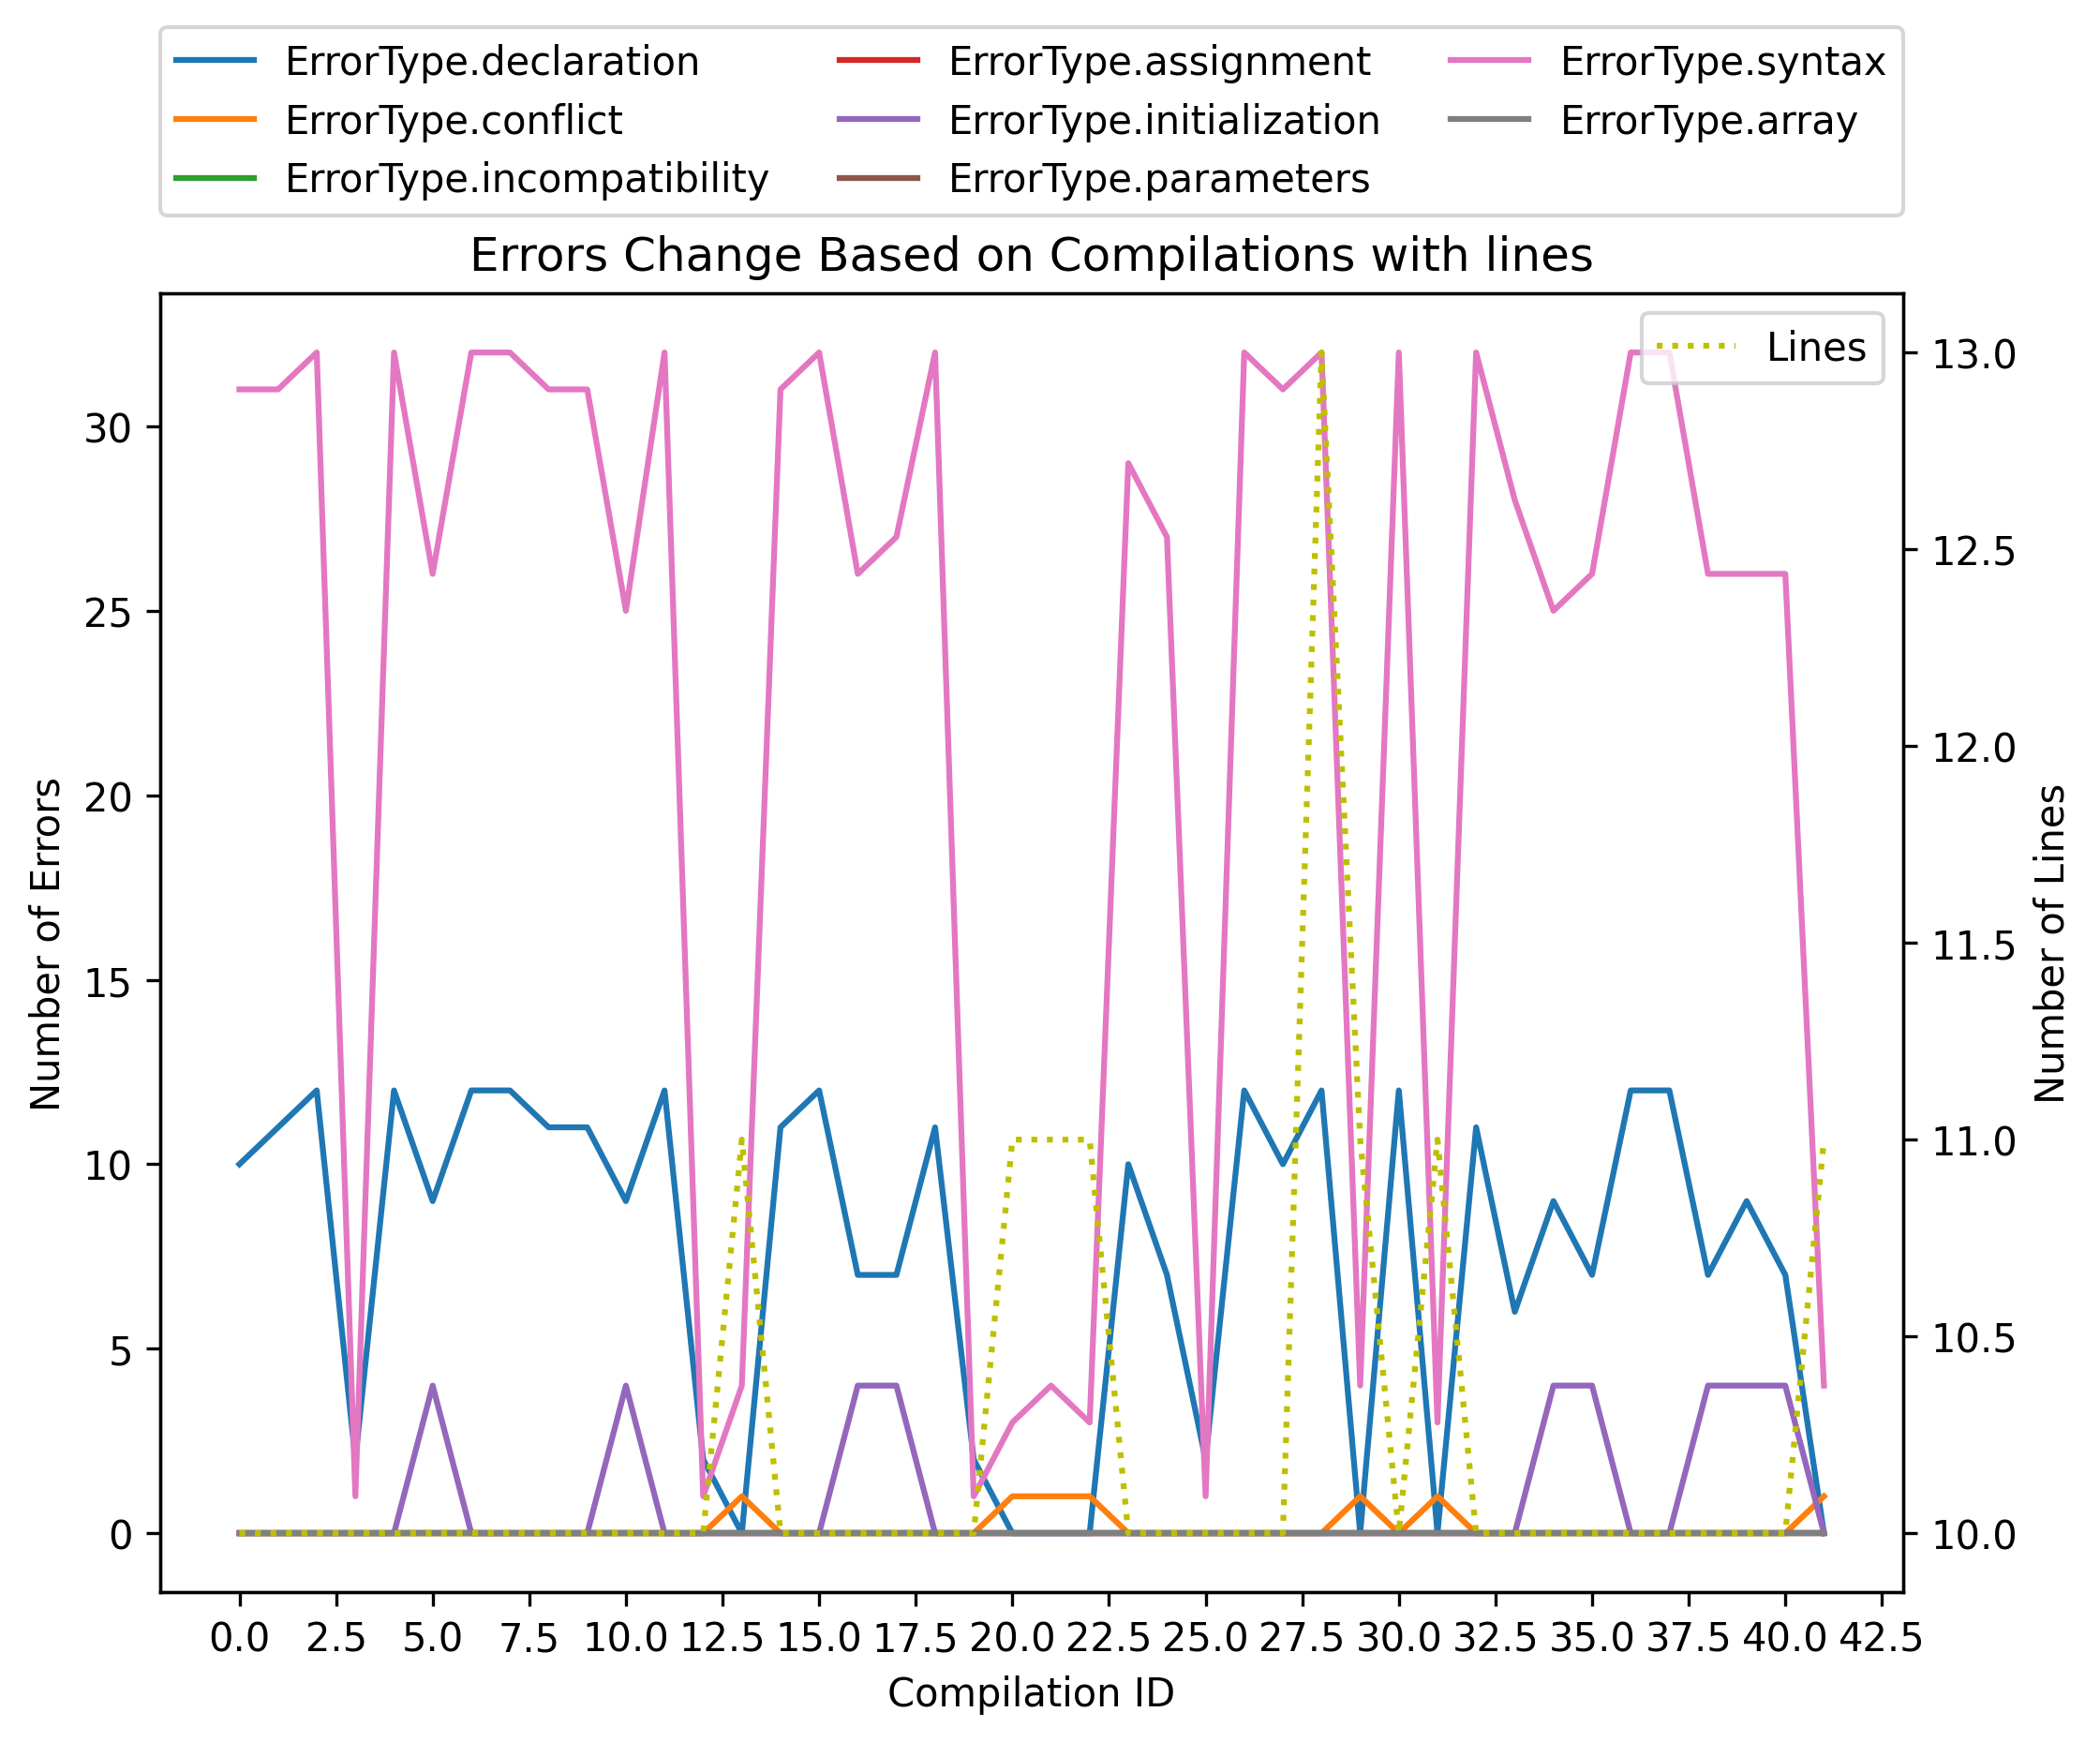 ErrorType.declaration
ErrorType.conflict
ErrorType.incompatibility
ErrorType.assignment
ErrorType.initialization
ErrorType.parameters
ErrorType.syntax
ErrorType.array
Errors Change Based on Compilations with lines
Lines
Number of Errors
30
25
20
15
10
5
0
13.0
12.5
12.0
11.5
11.0
10.5
10.0
Number of Lines
0.0 2.5 5.0 7.5 10.0 12.5 15.0 17.5 20.0 22.5 25.0 27.5 30.0 32.5 35.0 37.5 40.0 42.5
Compilation ID